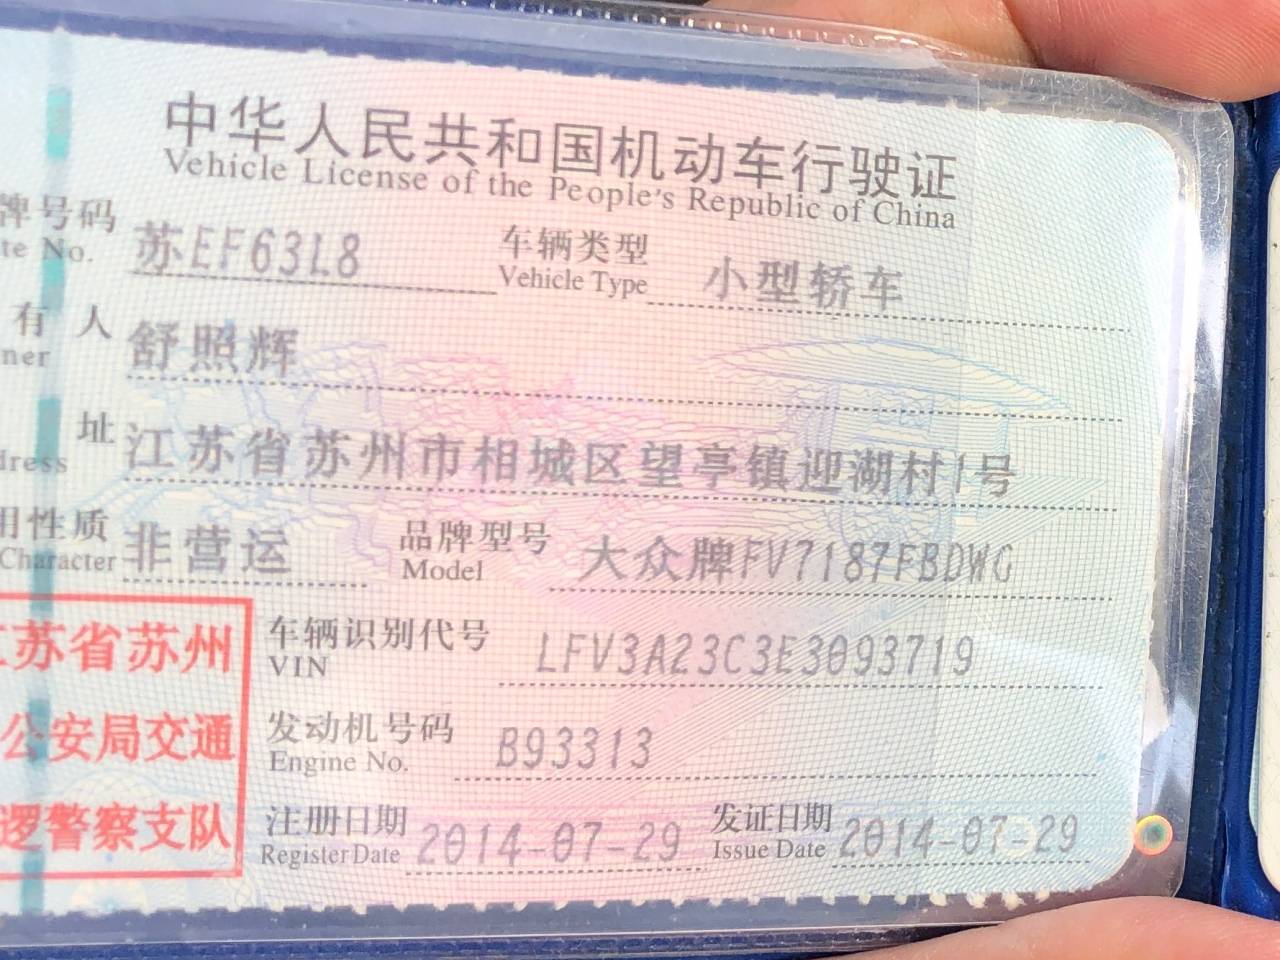 中华人民共和国机动车行驶证
Vehicle License of the People's Republic of China
牌号码 苏EF63L8 车辆类型 小型轿车
te No. Vehicle Type
有人 舒照辉
ner
址 江苏省苏州市相城区望亭镇迎湖村1号
dress
用性质 非营运 品牌型号 大众牌FV7187FBDWG
Character Model
江苏省苏州 车辆识别代号 LFV3A23C3E3093719
VIN
公安局交通 发动机号码 B93313
Engine No.
逻警察支队 注册日期 2014-07-29 发证日期 2014-07-29
Register Date Issue Date